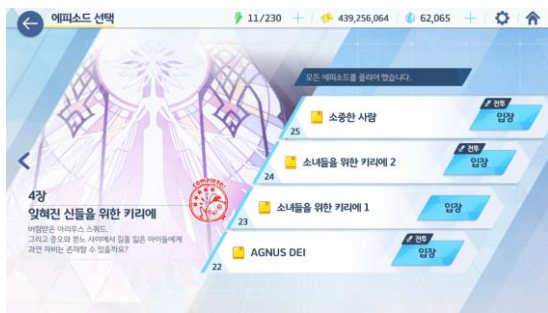 에피소드 선택
11/230
439,256,064
62,065
모든 에피소드를 클리어 했습니다.
25
소중한 사람
전투
입장
24
소녀들을 위한 키리에 2
전투
입장
23
소녀들을 위한 키리에 1
입장
22
AGNUS DEI
전투
입장
4장
잊혀진 신들을 위한 키리에
버림받은 아리우스 스쿼드.
그리고 증오와 분노 사이에서 길을 잃은 아이들에게
과연 자비는 존재할 수 있을까요?
complete!